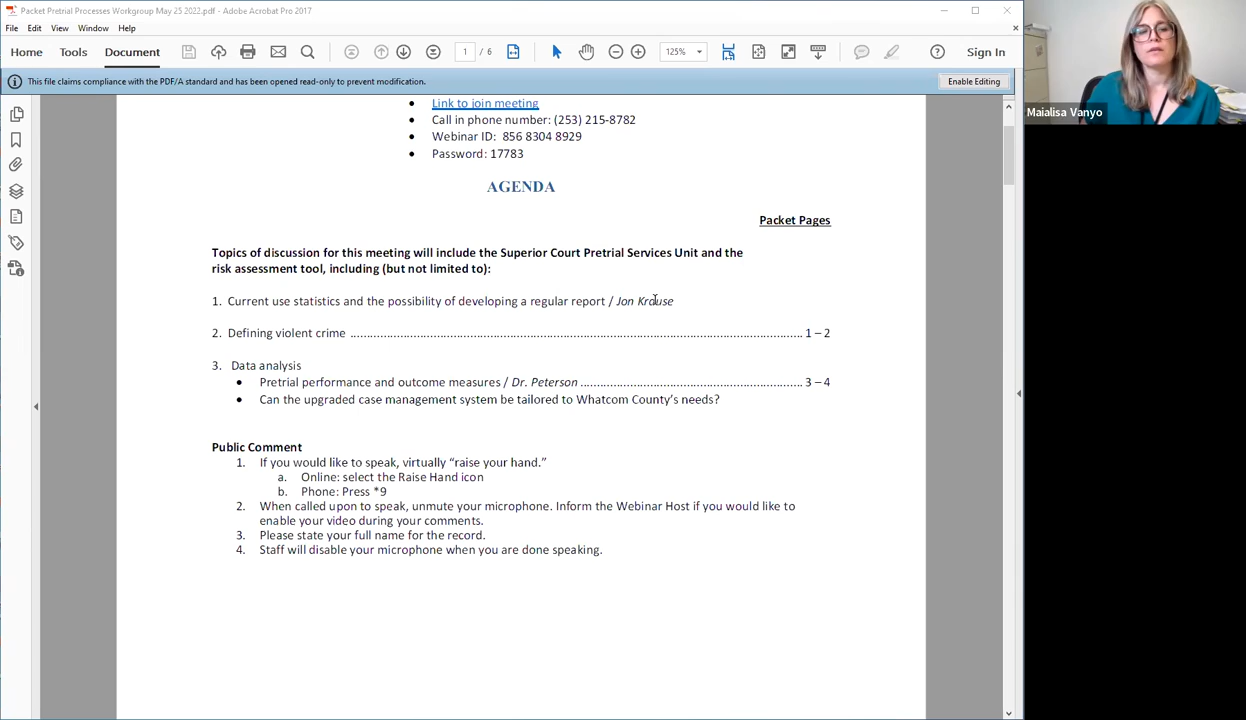 Packet Pretrial Processes Workgroup May 25 2022.pdf - Adobe Acrobat Pro 2017
File Edit View Window Help
Home Tools Document 1 / 6 125% Sign In
This file claims compliance with the PDF/A standard and has been opened read-only to prevent modification. Enable Editing
• Link to join meeting
• Call in phone number: (253) 215-8782
• Webinar ID: 856 8304 8929
• Password: 17783
AGENDA
Packet Pages
Topics of discussion for this meeting will include the Superior Court Pretrial Services Unit and the
risk assessment tool, including (but not limited to):
1. Current use statistics and the possibility of developing a regular report / Jon Krause
2. Defining violent crime ........................................................................................................ 1 – 2
3. Data analysis
• Pretrial performance and outcome measures / Dr. Peterson .................................................... 3 – 4
• Can the upgraded case management system be tailored to Whatcom County's needs?
Public Comment
1. If you would like to speak, virtually "raise your hand."
a. Online: select the Raise Hand icon
b. Phone: Press *9
2. When called upon to speak, unmute your microphone. Inform the Webinar Host if you would like to
enable your video during your comments.
3. Please state your full name for the record.
4. Staff will disable your microphone when you are done speaking.
Maialisa Vanyo